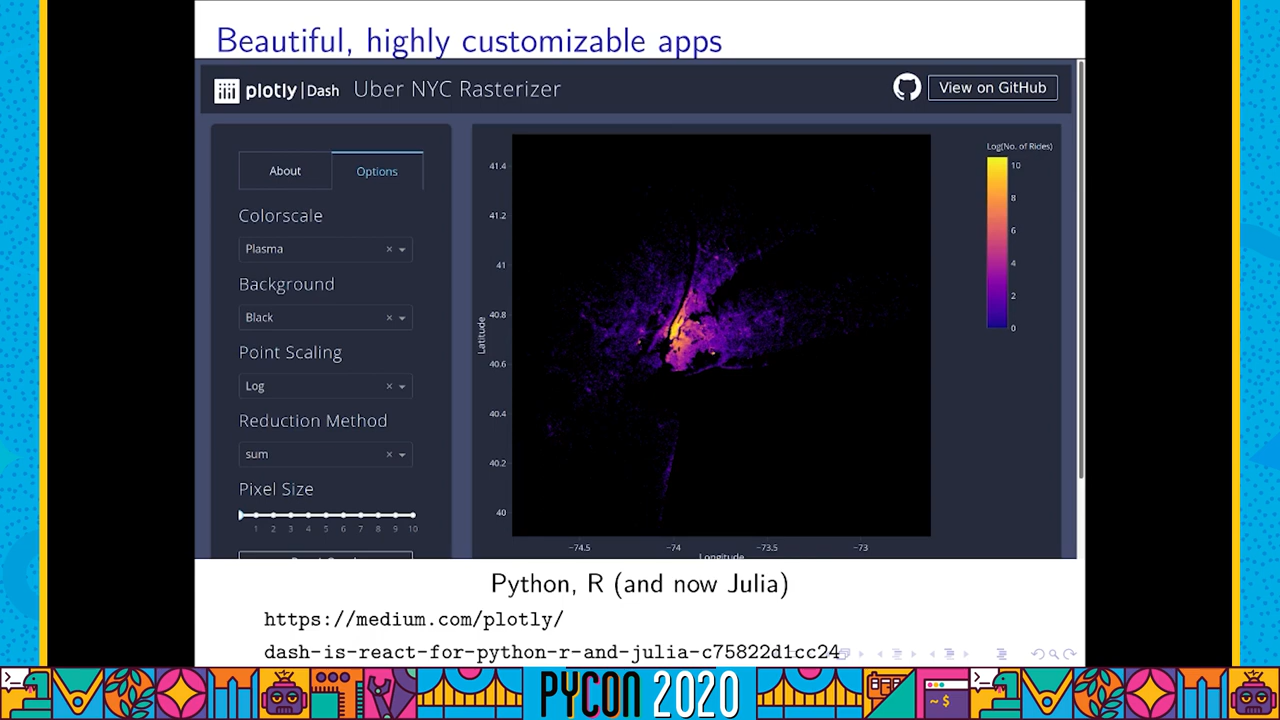 Beautiful, highly customizable apps
plotly | Dash Uber NYC Rasterizer
View on GitHub
About
Options
Colorscale
Plasma
Background
Black
Point Scaling
Log
Reduction Method
sum
Pixel Size
1 2 3 4 5 6 7 8 9 10
Latitude
41.4
41.2
41
40.8
40.6
40.4
40.2
40
−74.5 −74 −73.5 −73
Longitude
Log(No. of Rides)
10
8
6
4
2
0
Python, R (and now Julia)
https://medium.com/plotly/
dash-is-react-for-python-r-and-julia-c75822d1cc24
PYCON 2020
~ $